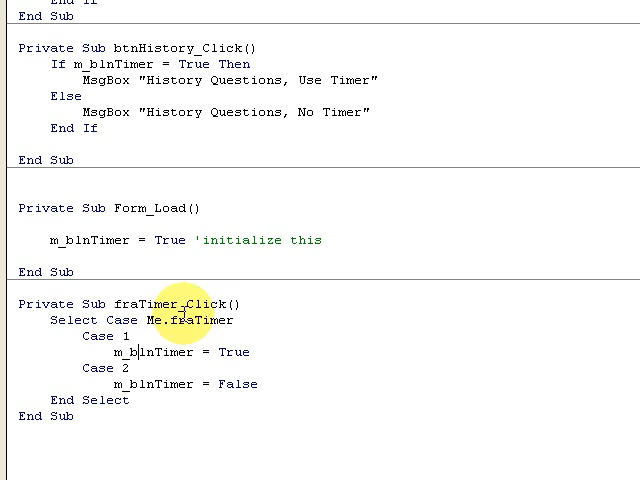 End If
End Sub
Private Sub btnHistory_Click()
If m_blnTimer = True Then
MsgBox "History Questions, Use Timer"
Else
MsgBox "History Questions, No Timer"
End If
End Sub
Private Sub Form_Load()
m_blnTimer = True 'initialize this
End Sub
Private Sub fraTimer_Click()
Select Case Me.fraTimer
Case 1
m_blnTimer = True
Case 2
m_blnTimer = False
End Select
End Sub